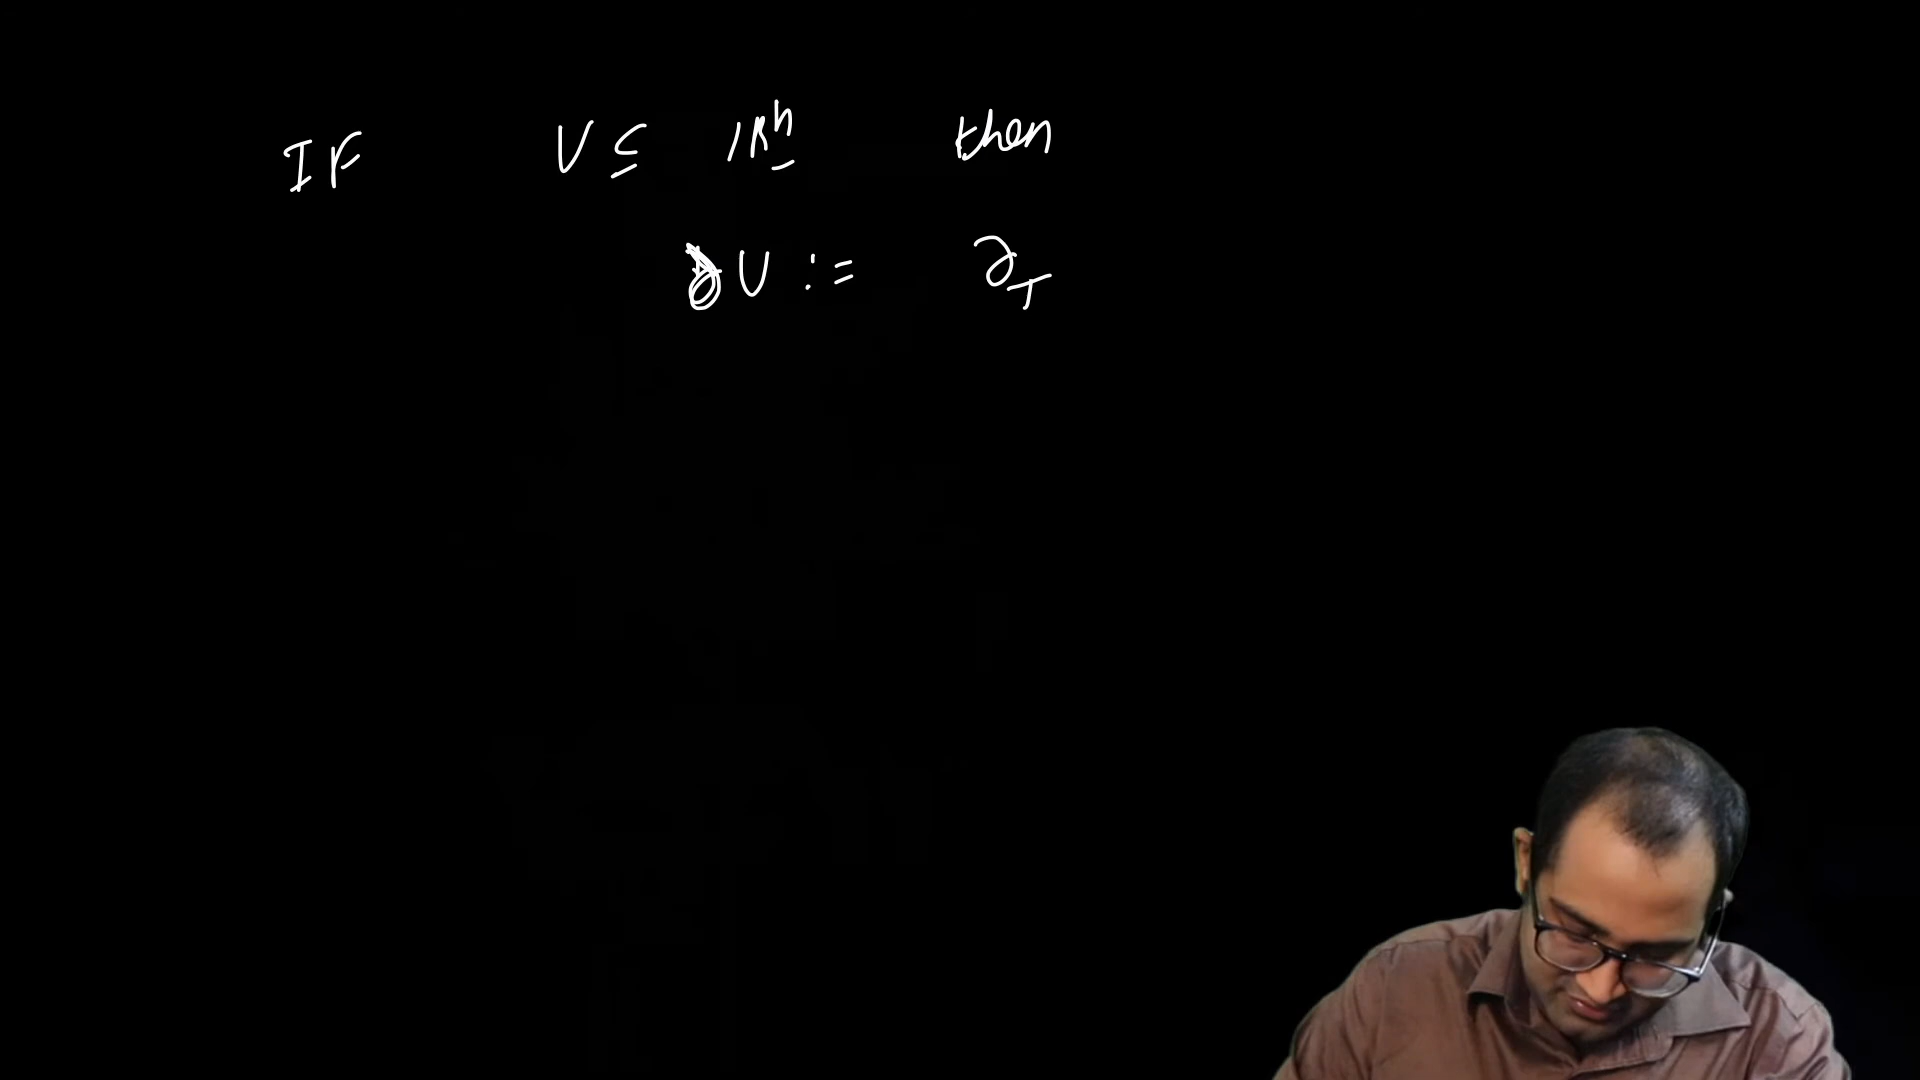 IF U ⊆ ℝⁿ then
∂U := ∂_T